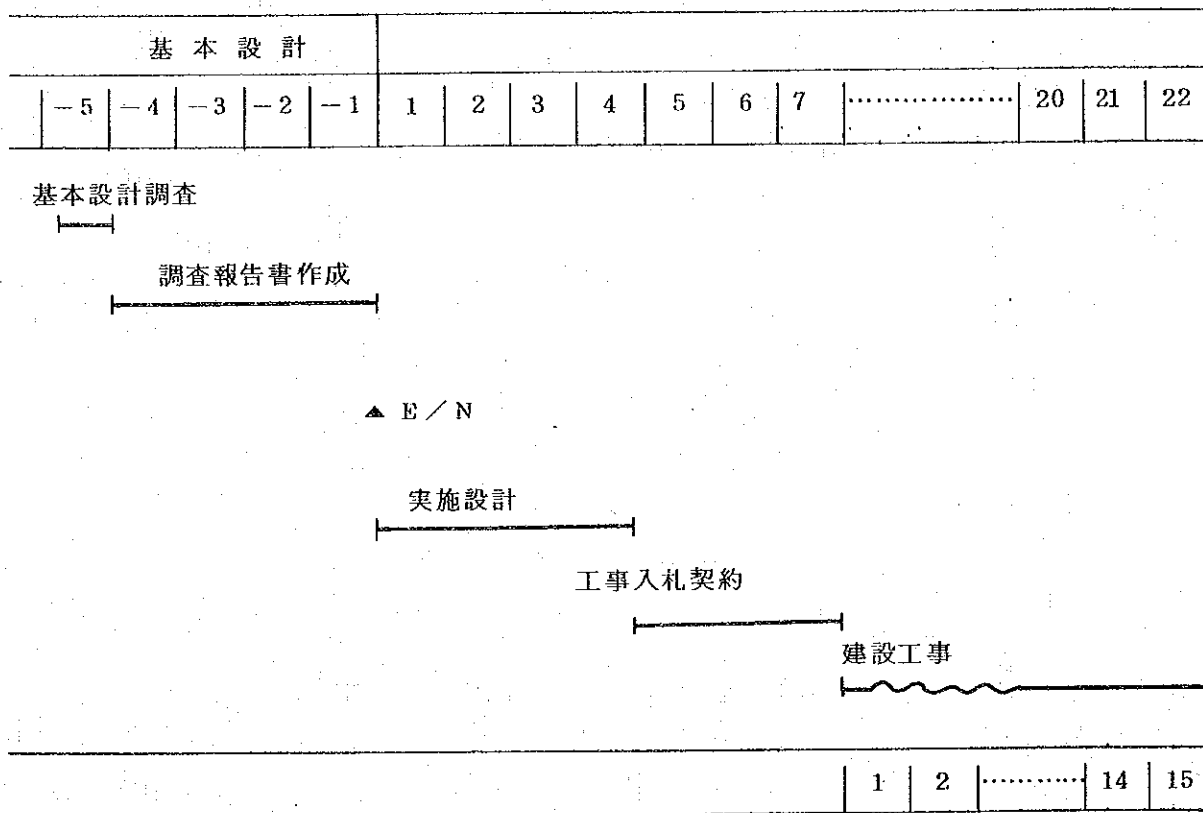 基本設計
-5 -4 -3 -2 -1 1 2 3 4 5 6 7 ……………… 20 21 22
基本設計調査
調査報告書作成
▲ E/N
実施設計
工事入札契約
建設工事
1 2 ………… 14 15